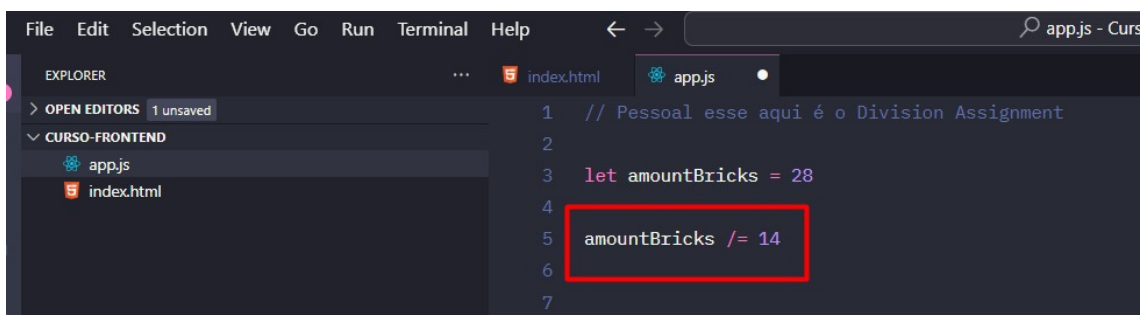 File Edit Selection View Go Run Terminal Help ← → app.js - Curs
EXPLORER ... index.html app.js
OPEN EDITORS 1 unsaved
CURSO-FRONTEND
app.js
index.html
1 // Pessoal esse aqui é o Division Assignment
2
3 let amountBricks = 28
4
5 amountBricks /= 14
6
7